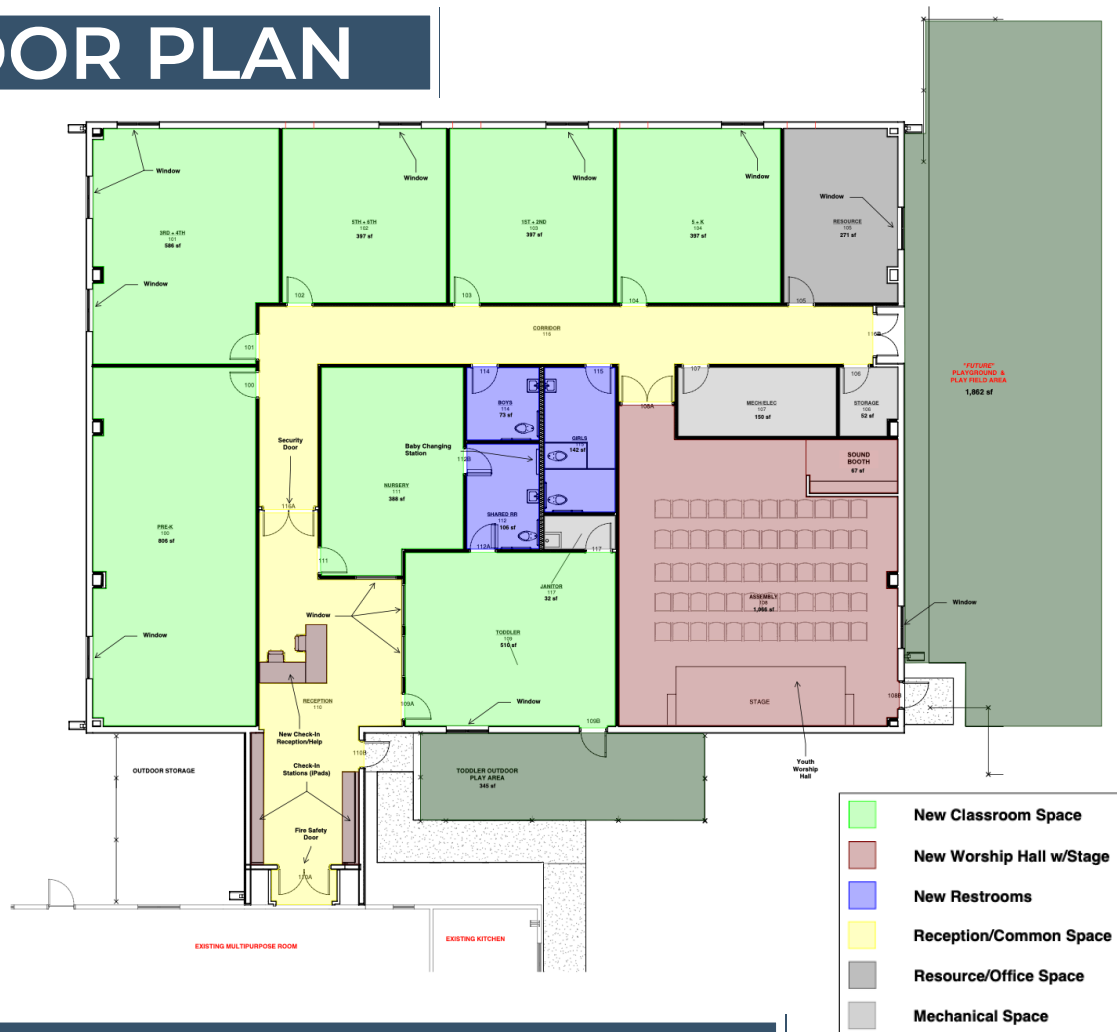 OOR PLAN
Window
Window
Window
Window
Window
3RD + 4TH
101
586 sf
5TH + 6TH
102
397 sf
1ST + 2ND
103
397 sf
5 + K
104
397 sf
RESOURCE
105
271 sf
Window
102
103
104
105
101
CORRIDOR
116
116B
100
114
115
107
106
108A
BOYS
114
73 sf
MECH/ELEC
107
150 sf
STORAGE
106
52 sf
Security
Door
Baby Changing
Station
GIRLS
142 sf
112B
SOUND
BOOTH
67 sf
NURSERY
111
388 sf
116A
SHARED RR
112
106 sf
PRE-K
100
806 sf
112A
117
111
JANITOR
117
32 sf
ASSEMBLY
108
"FUTURE"
PLAYGROUND &
PLAY FIELD AREA
1,862 sf
Window
Window
Window
TODDLER
109
510 sf
RECEPTION
110
109A
Window
109B
STAGE
108B
New Check-In
Reception/Help
110B
Check-In
Stations (iPads)
OUTDOOR STORAGE
TODDLER OUTDOOR
PLAY AREA
345 sf
Youth
Worship
Hall
Fire Safety
Door
110A
EXISTING MULTIPURPOSE ROOM
EXISTING KITCHEN
New Classroom Space
New Worship Hall w/Stage
New Restrooms
Reception/Common Space
Resource/Office Space
Mechanical Space